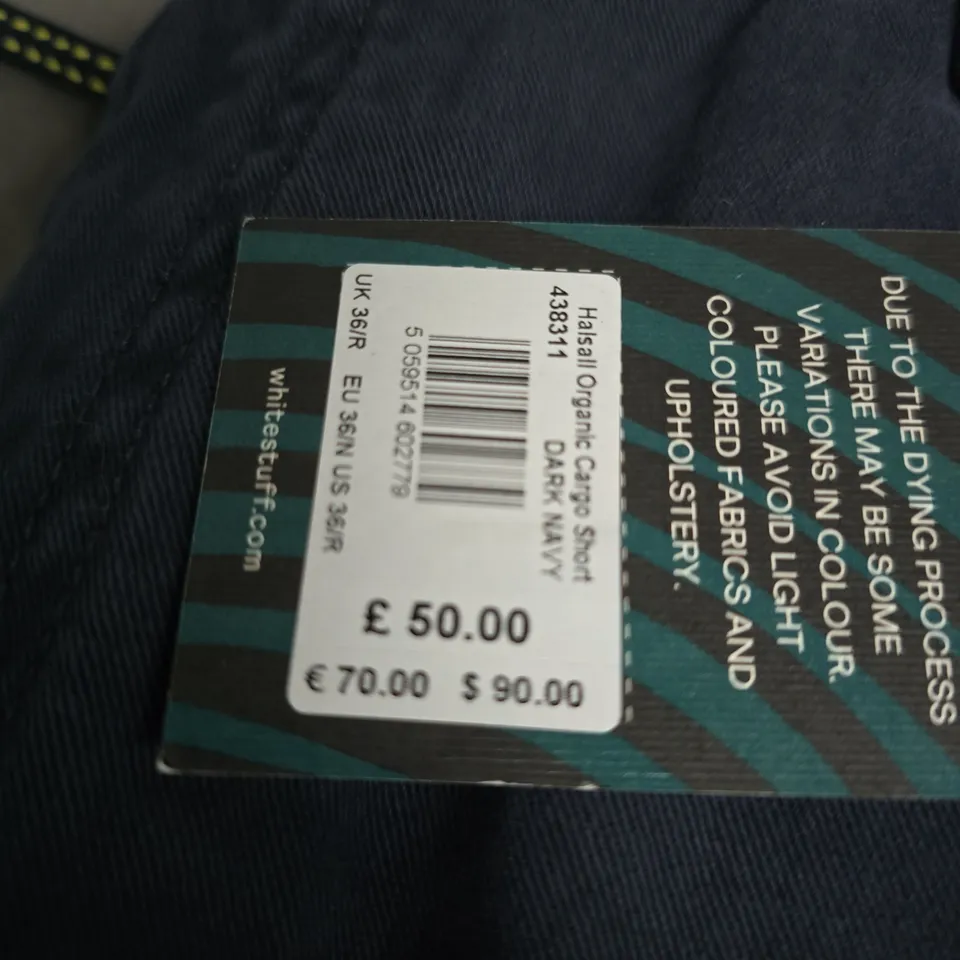 DUE TO THE DYING PROCESS
THERE MAY BE SOME
VARIATIONS IN COLOUR.
PLEASE AVOID LIGHT
COLOURED FABRICS AND
UPHOLSTERY.
Halsall Organic Cargo Short
438311 DARK NAVY
5 059514 602779
UK 36/R EU 36/N US 36/R
£ 50.00
€ 70.00 $ 90.00
whitestuff.com